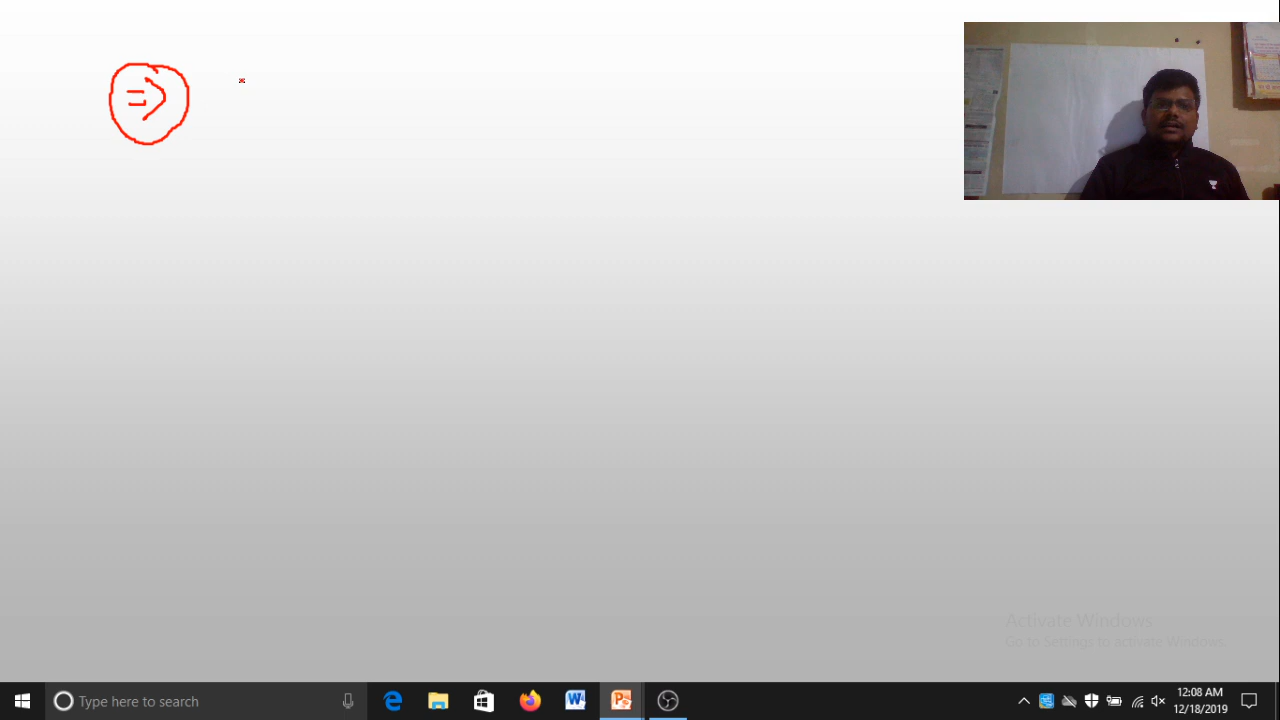 ⇒
Activate Windows
Go to Settings to activate Windows.
Type here to search
12:08 AM
12/18/2019